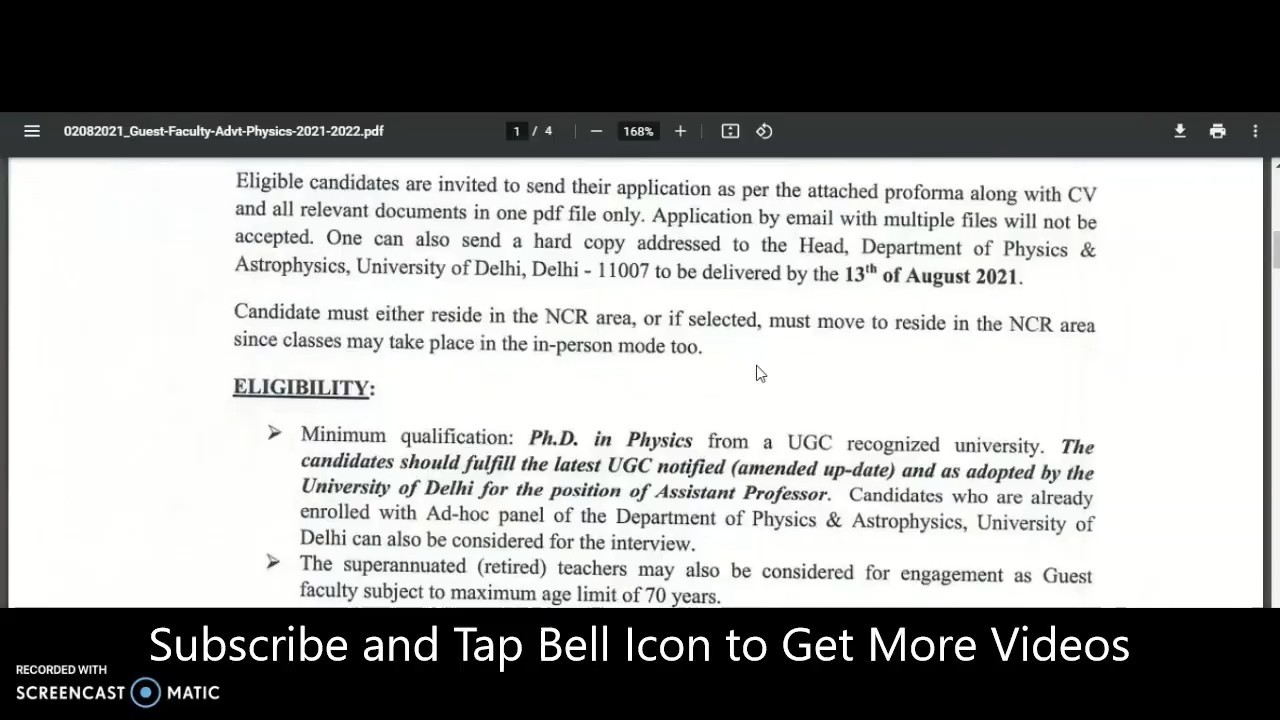 02082021_Guest-Faculty-Advt-Physics-2021-2022.pdf
1 / 4
168%
Eligible candidates are invited to send their application as per the attached proforma along with CV
and all relevant documents in one pdf file only. Application by email with multiple files will not be
accepted. One can also send a hard copy addressed to the Head, Department of Physics &
Astrophysics, University of Delhi, Delhi - 11007 to be delivered by the 13th of August 2021.
Candidate must either reside in the NCR area, or if selected, must move to reside in the NCR area
since classes may take place in the in-person mode too.
ELIGIBILITY:
➢ Minimum qualification: Ph.D. in Physics from a UGC recognized university. The
candidates should fulfill the latest UGC notified (amended up-date) and as adopted by the
University of Delhi for the position of Assistant Professor. Candidates who are already
enrolled with Ad-hoc panel of the Department of Physics & Astrophysics, University of
Delhi can also be considered for the interview.
➢ The superannuated (retired) teachers may also be considered for engagement as Guest
faculty subject to maximum age limit of 70 years.
Subscribe and Tap Bell Icon to Get More Videos
RECORDED WITH
SCREENCAST MATIC